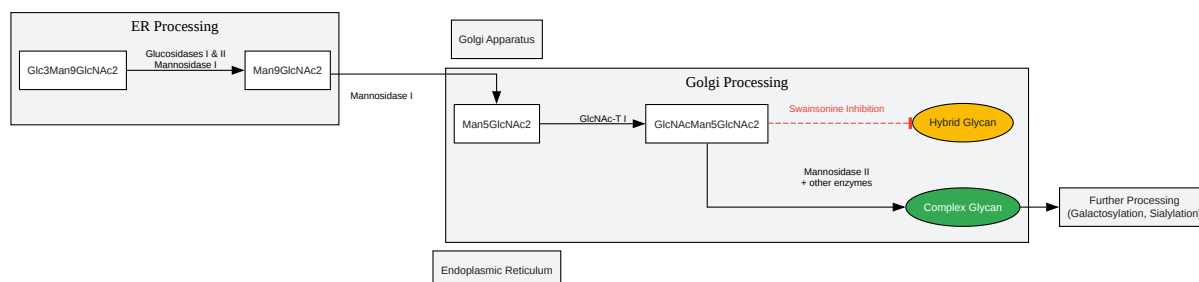 ER Processing
Glc3Man9GlcNAc2
Glucosidases I & II
Mannosidase I
Man9GlcNAc2
Mannosidase I
Golgi Apparatus
Golgi Processing
Man5GlcNAc2
GlcNAc-T I
GlcNAcMan5GlcNAc2
Swainsonine Inhibition
Hybrid Glycan
Mannosidase II
+ other enzymes
Complex Glycan
Further Processing
(Galactosylation, Sialylation)
Endoplasmic Reticulum